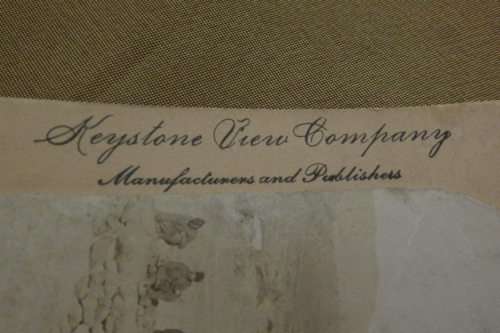 Keystone View Company
Manufacturers and Publishers